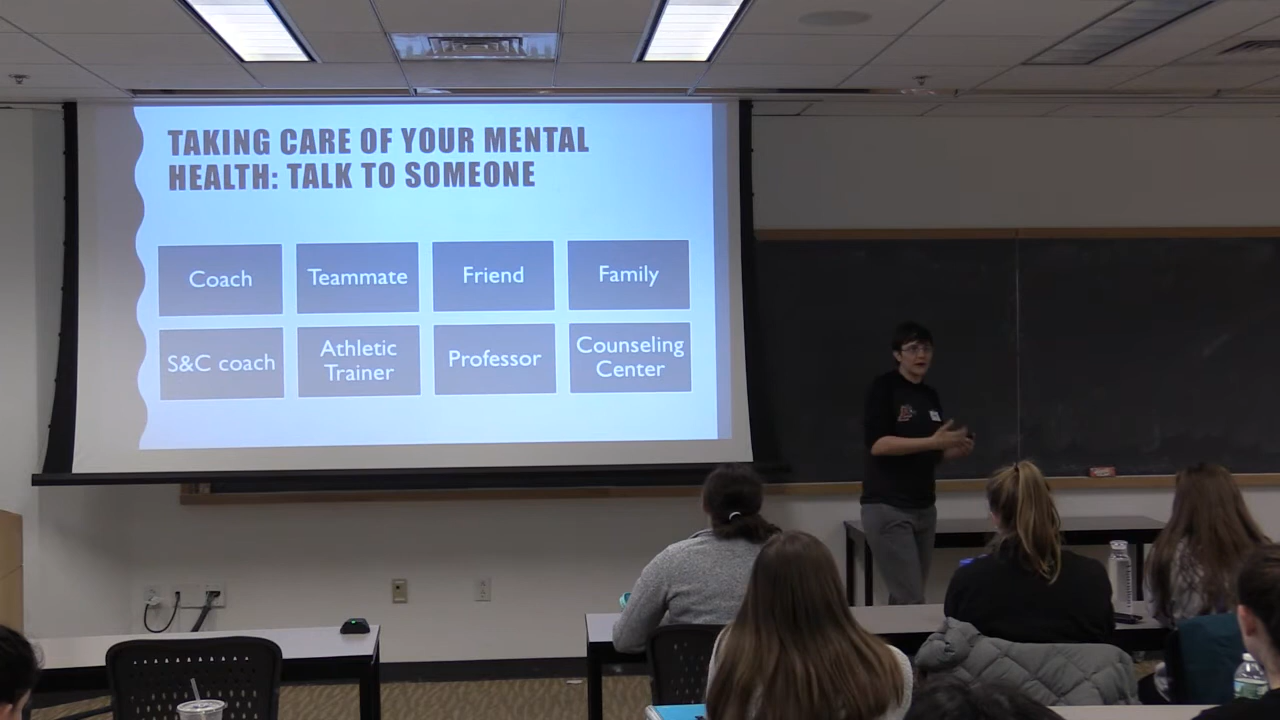 TAKING CARE OF YOUR MENTAL
HEALTH: TALK TO SOMEONE
Coach
Teammate
Friend
Family
S&C coach
Athletic
Trainer
Professor
Counseling
Center